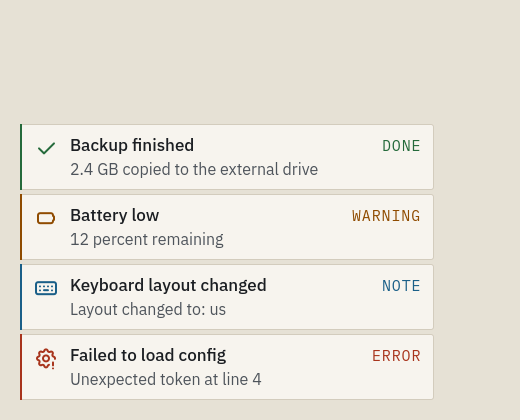 Backup finished DONE
2.4 GB copied to the external drive
Battery low WARNING
12 percent remaining
Keyboard layout changed NOTE
Layout changed to: us
Failed to load config ERROR
Unexpected token at line 4